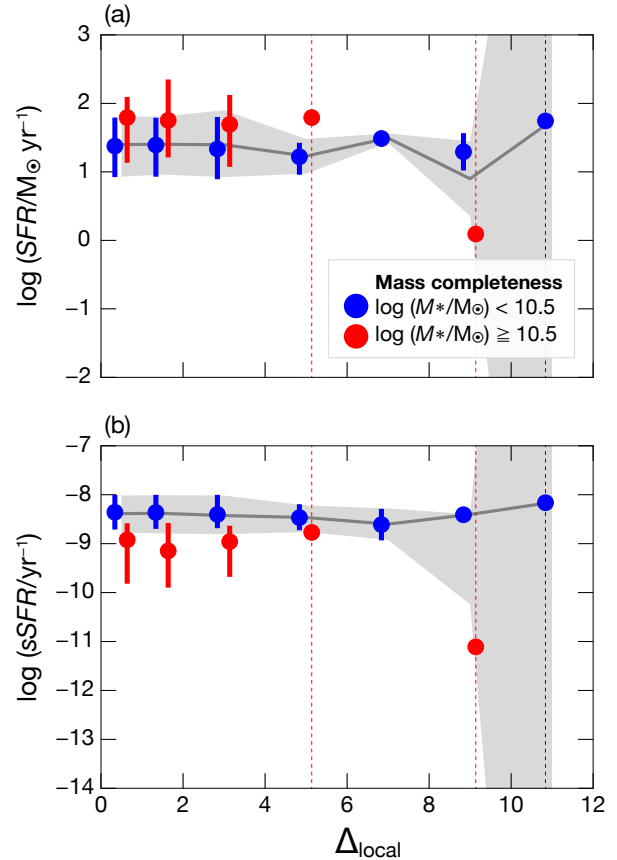 (a)
3
2
1
0
−1
−2
log (SFR/M⊙ yr⁻¹)
Mass completeness
log (M*/M⊙) < 10.5
log (M*/M⊙) ≧ 10.5
(b)
−7
−8
−9
−10
−11
−12
−13
−14
log (sSFR/yr⁻¹)
0 2 4 6 8 10 12
Δlocal